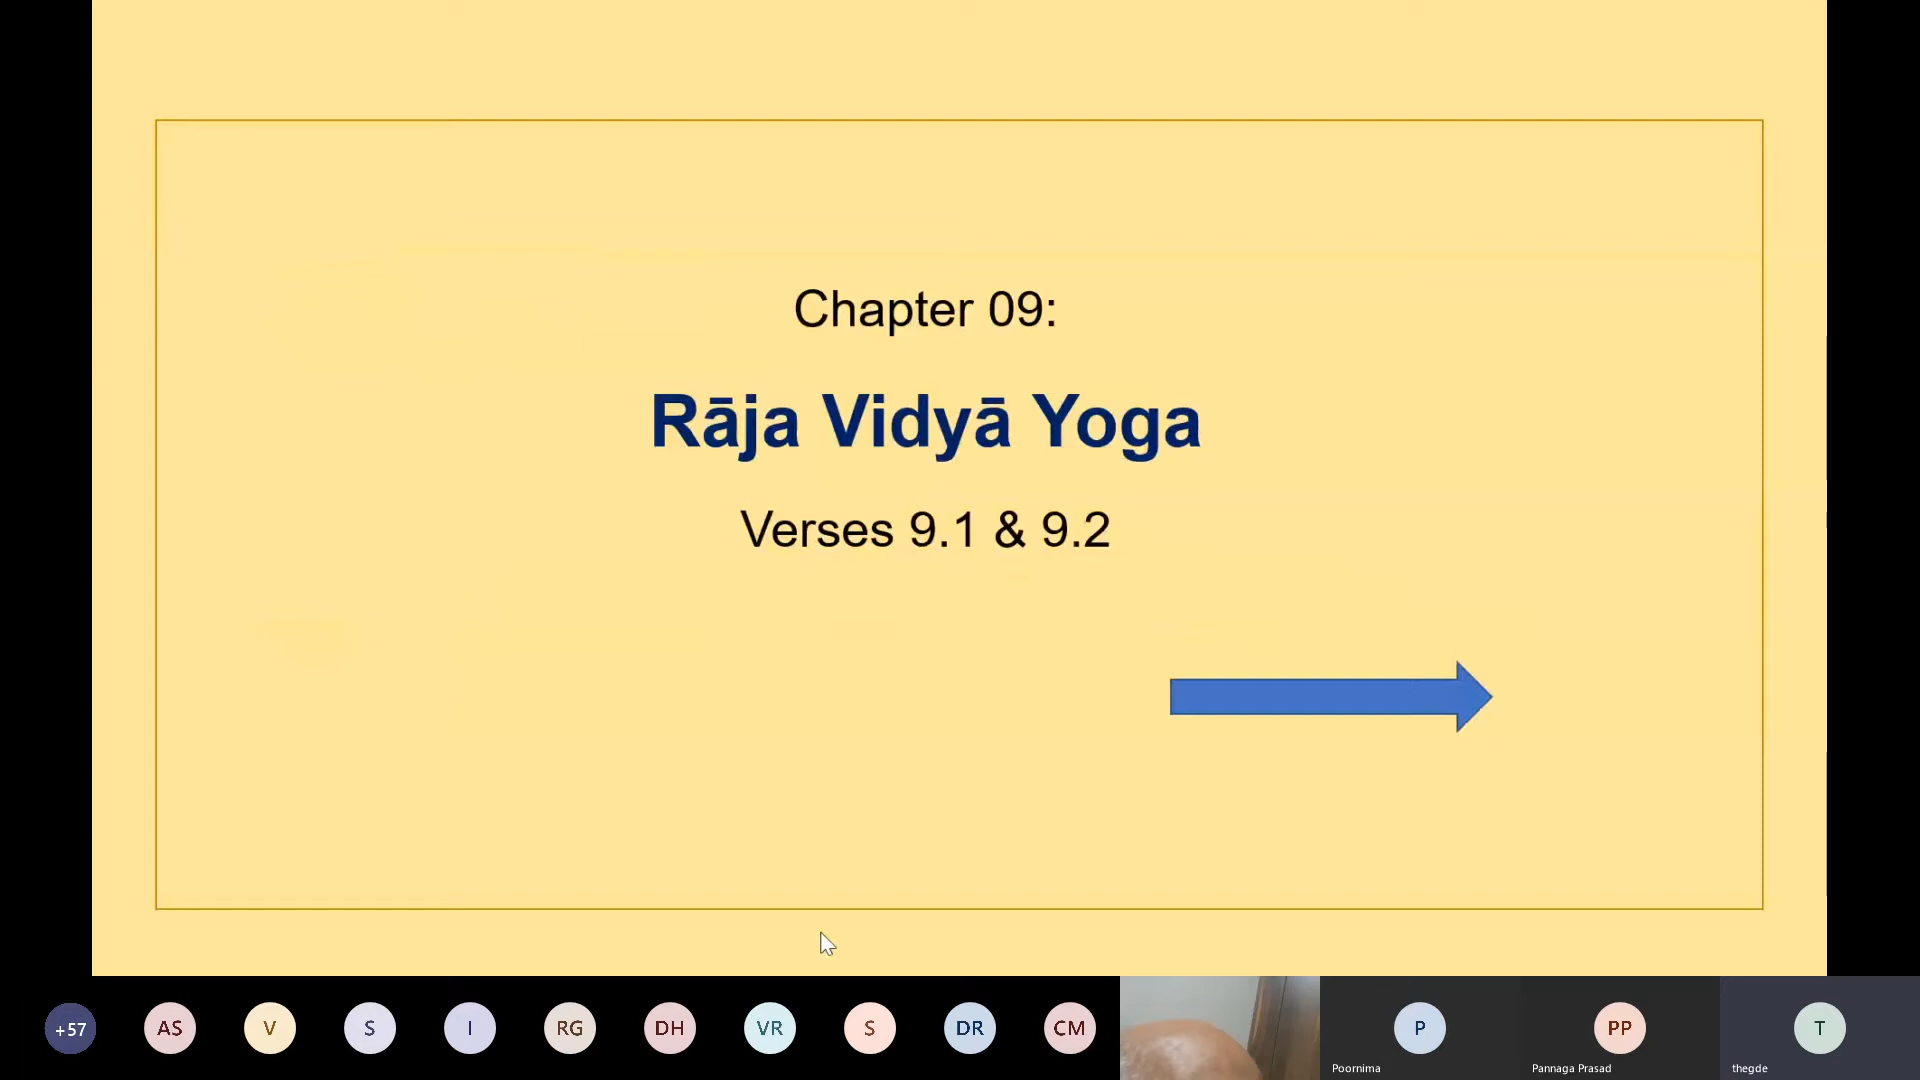 Chapter 09:
Rāja Vidyā Yoga
Verses 9.1 & 9.2
+57
AS
V
S
I
RG
DH
VR
S
DR
CM
P
Poornima
PP
Pannaga Prasad
T
thegde